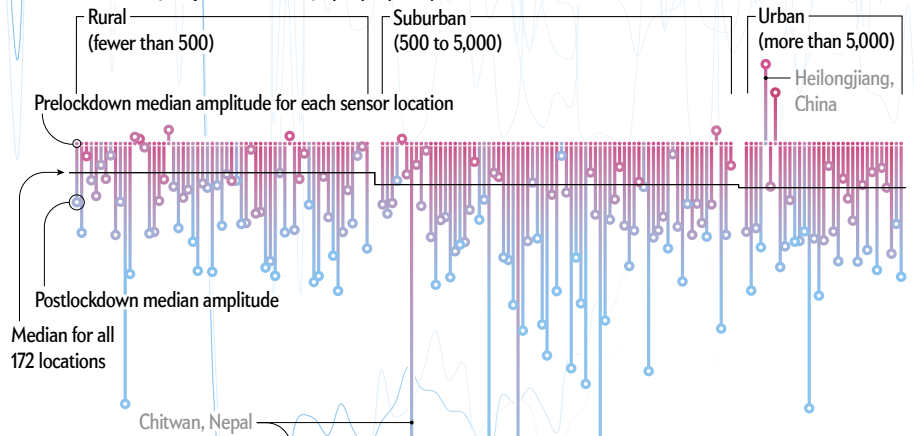 Rural
(fewer than 500)
Suburban
(500 to 5,000)
Urban
(more than 5,000)
Heilongjiang,
China
Prelockdown median amplitude for each sensor location
Postlockdown median amplitude
Median for all
172 locations
Chitwan, Nepal